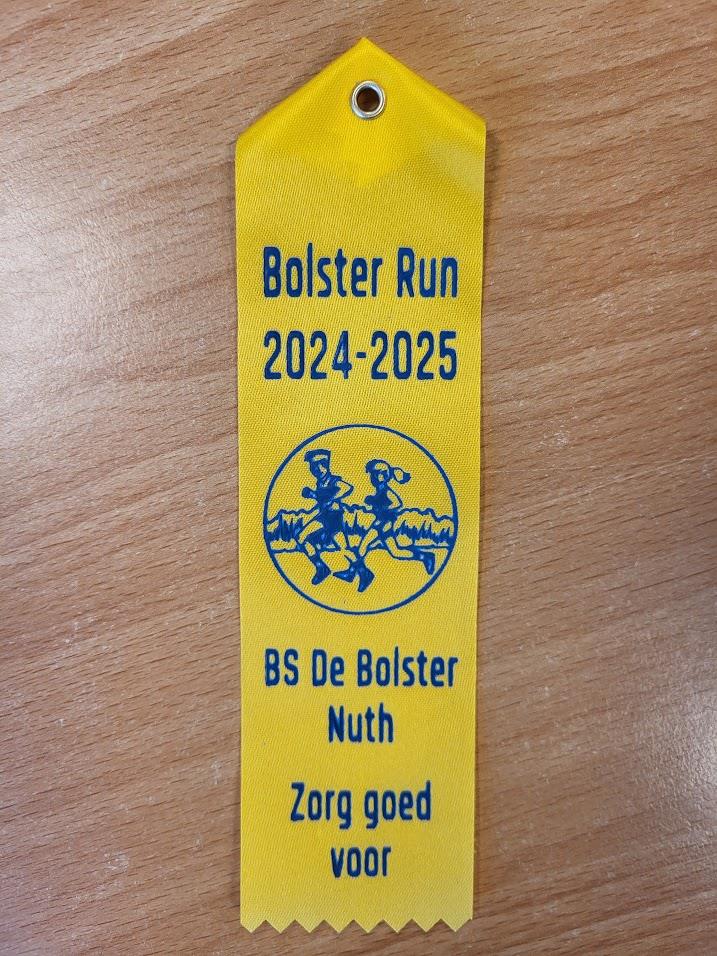 Bolster Run
2024-2025
BS De Bolster
Nuth
Zorg goed
voor